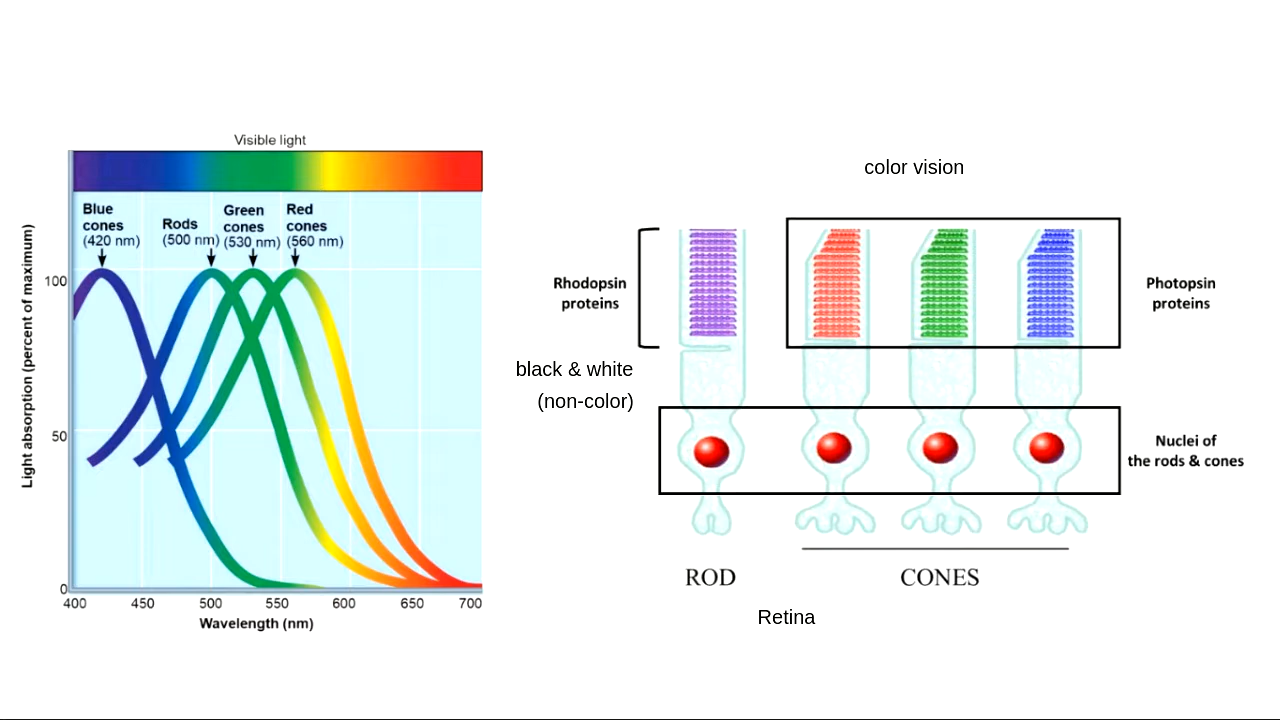 Visible light
Blue
cones
(420 nm)
Rods
(500 nm)
Green
cones
(530 nm)
Red
cones
(560 nm)
Light absorption (percent of maximum)
100
50
0
400 450 500 550 600 650 700
Wavelength (nm)
color vision
Rhodopsin
proteins
Photopsin
proteins
black & white
(non-color)
Nuclei of
the rods & cones
ROD
CONES
Retina